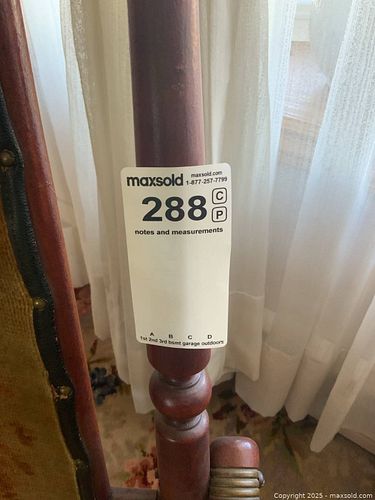 maxsold maxsold.com
1-877-257-7799
288 C
P
notes and measurements
A B C D
1st 2nd 3rd bsmt garage outdoors
Copyright 2025 - maxsold.com